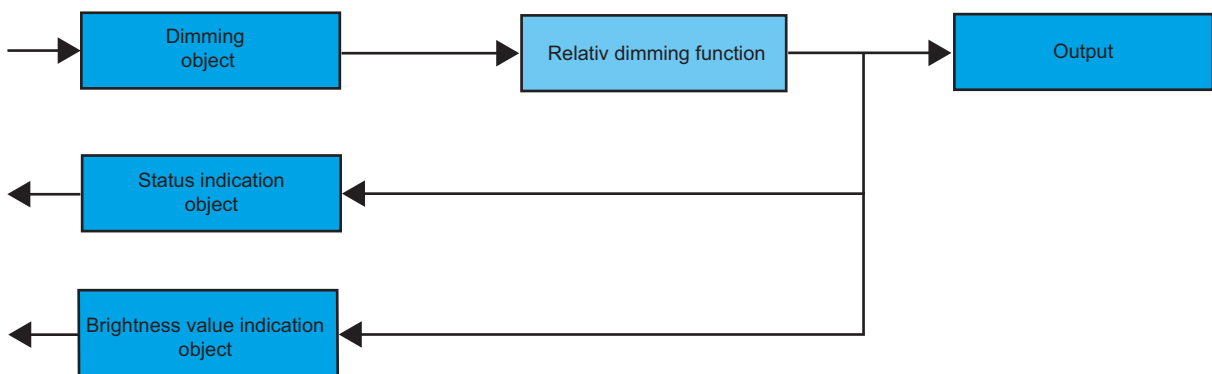 Dimming
object
Relativ dimming function
Output
Status indication
object
Brightness value indication
object